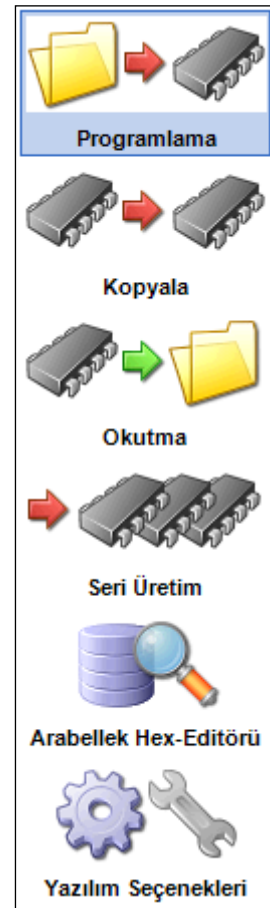 Programlama
Kopyala
Okutma
Seri Üretim
Arabellek Hex-Editörü
Yazılım Seçenekleri